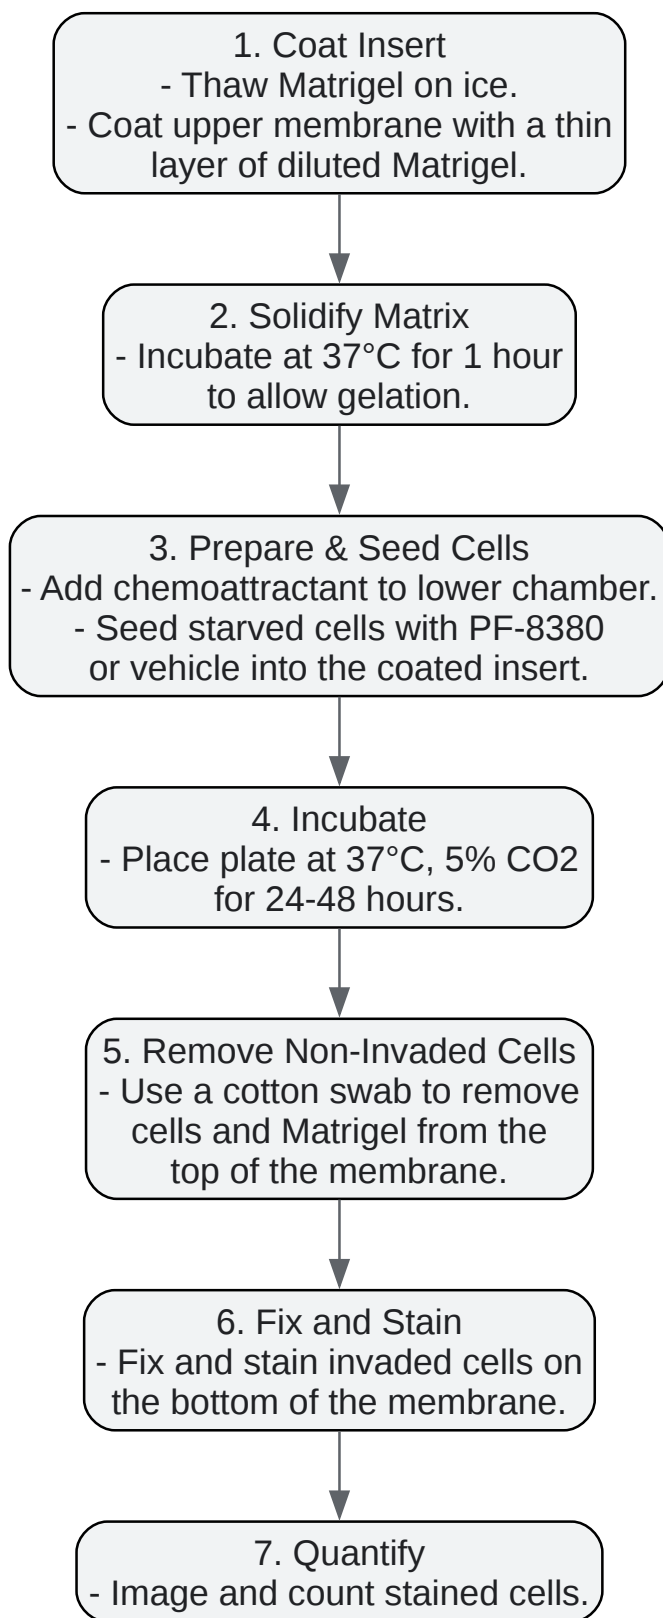 1. Coat Insert
- Thaw Matrigel on ice.
- Coat upper membrane with a thin
layer of diluted Matrigel.
2. Solidify Matrix
- Incubate at 37°C for 1 hour
to allow gelation.
3. Prepare & Seed Cells
- Add chemoattractant to lower chamber.
- Seed starved cells with PF-8380
or vehicle into the coated insert.
4. Incubate
- Place plate at 37°C, 5% CO2
for 24-48 hours.
5. Remove Non-Invaded Cells
- Use a cotton swab to remove
cells and Matrigel from the
top of the membrane.
6. Fix and Stain
- Fix and stain invaded cells on
the bottom of the membrane.
7. Quantify
- Image and count stained cells.